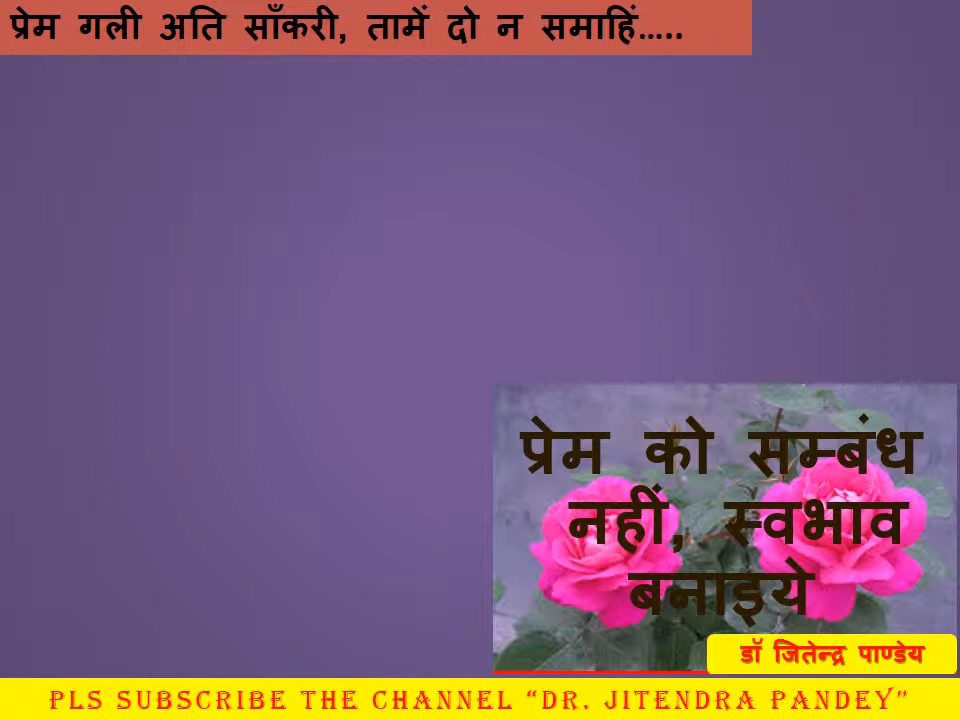 प्रेम गली अति साँकरी, तामें दो न समाहिं…..
प्रेम को सम्बंध
नहीं, स्वभाव
बनाइये
डॉ जितेन्द्र पाण्डेय
PLS SUBSCRIBE THE CHANNEL “DR. JITENDRA PANDEY”